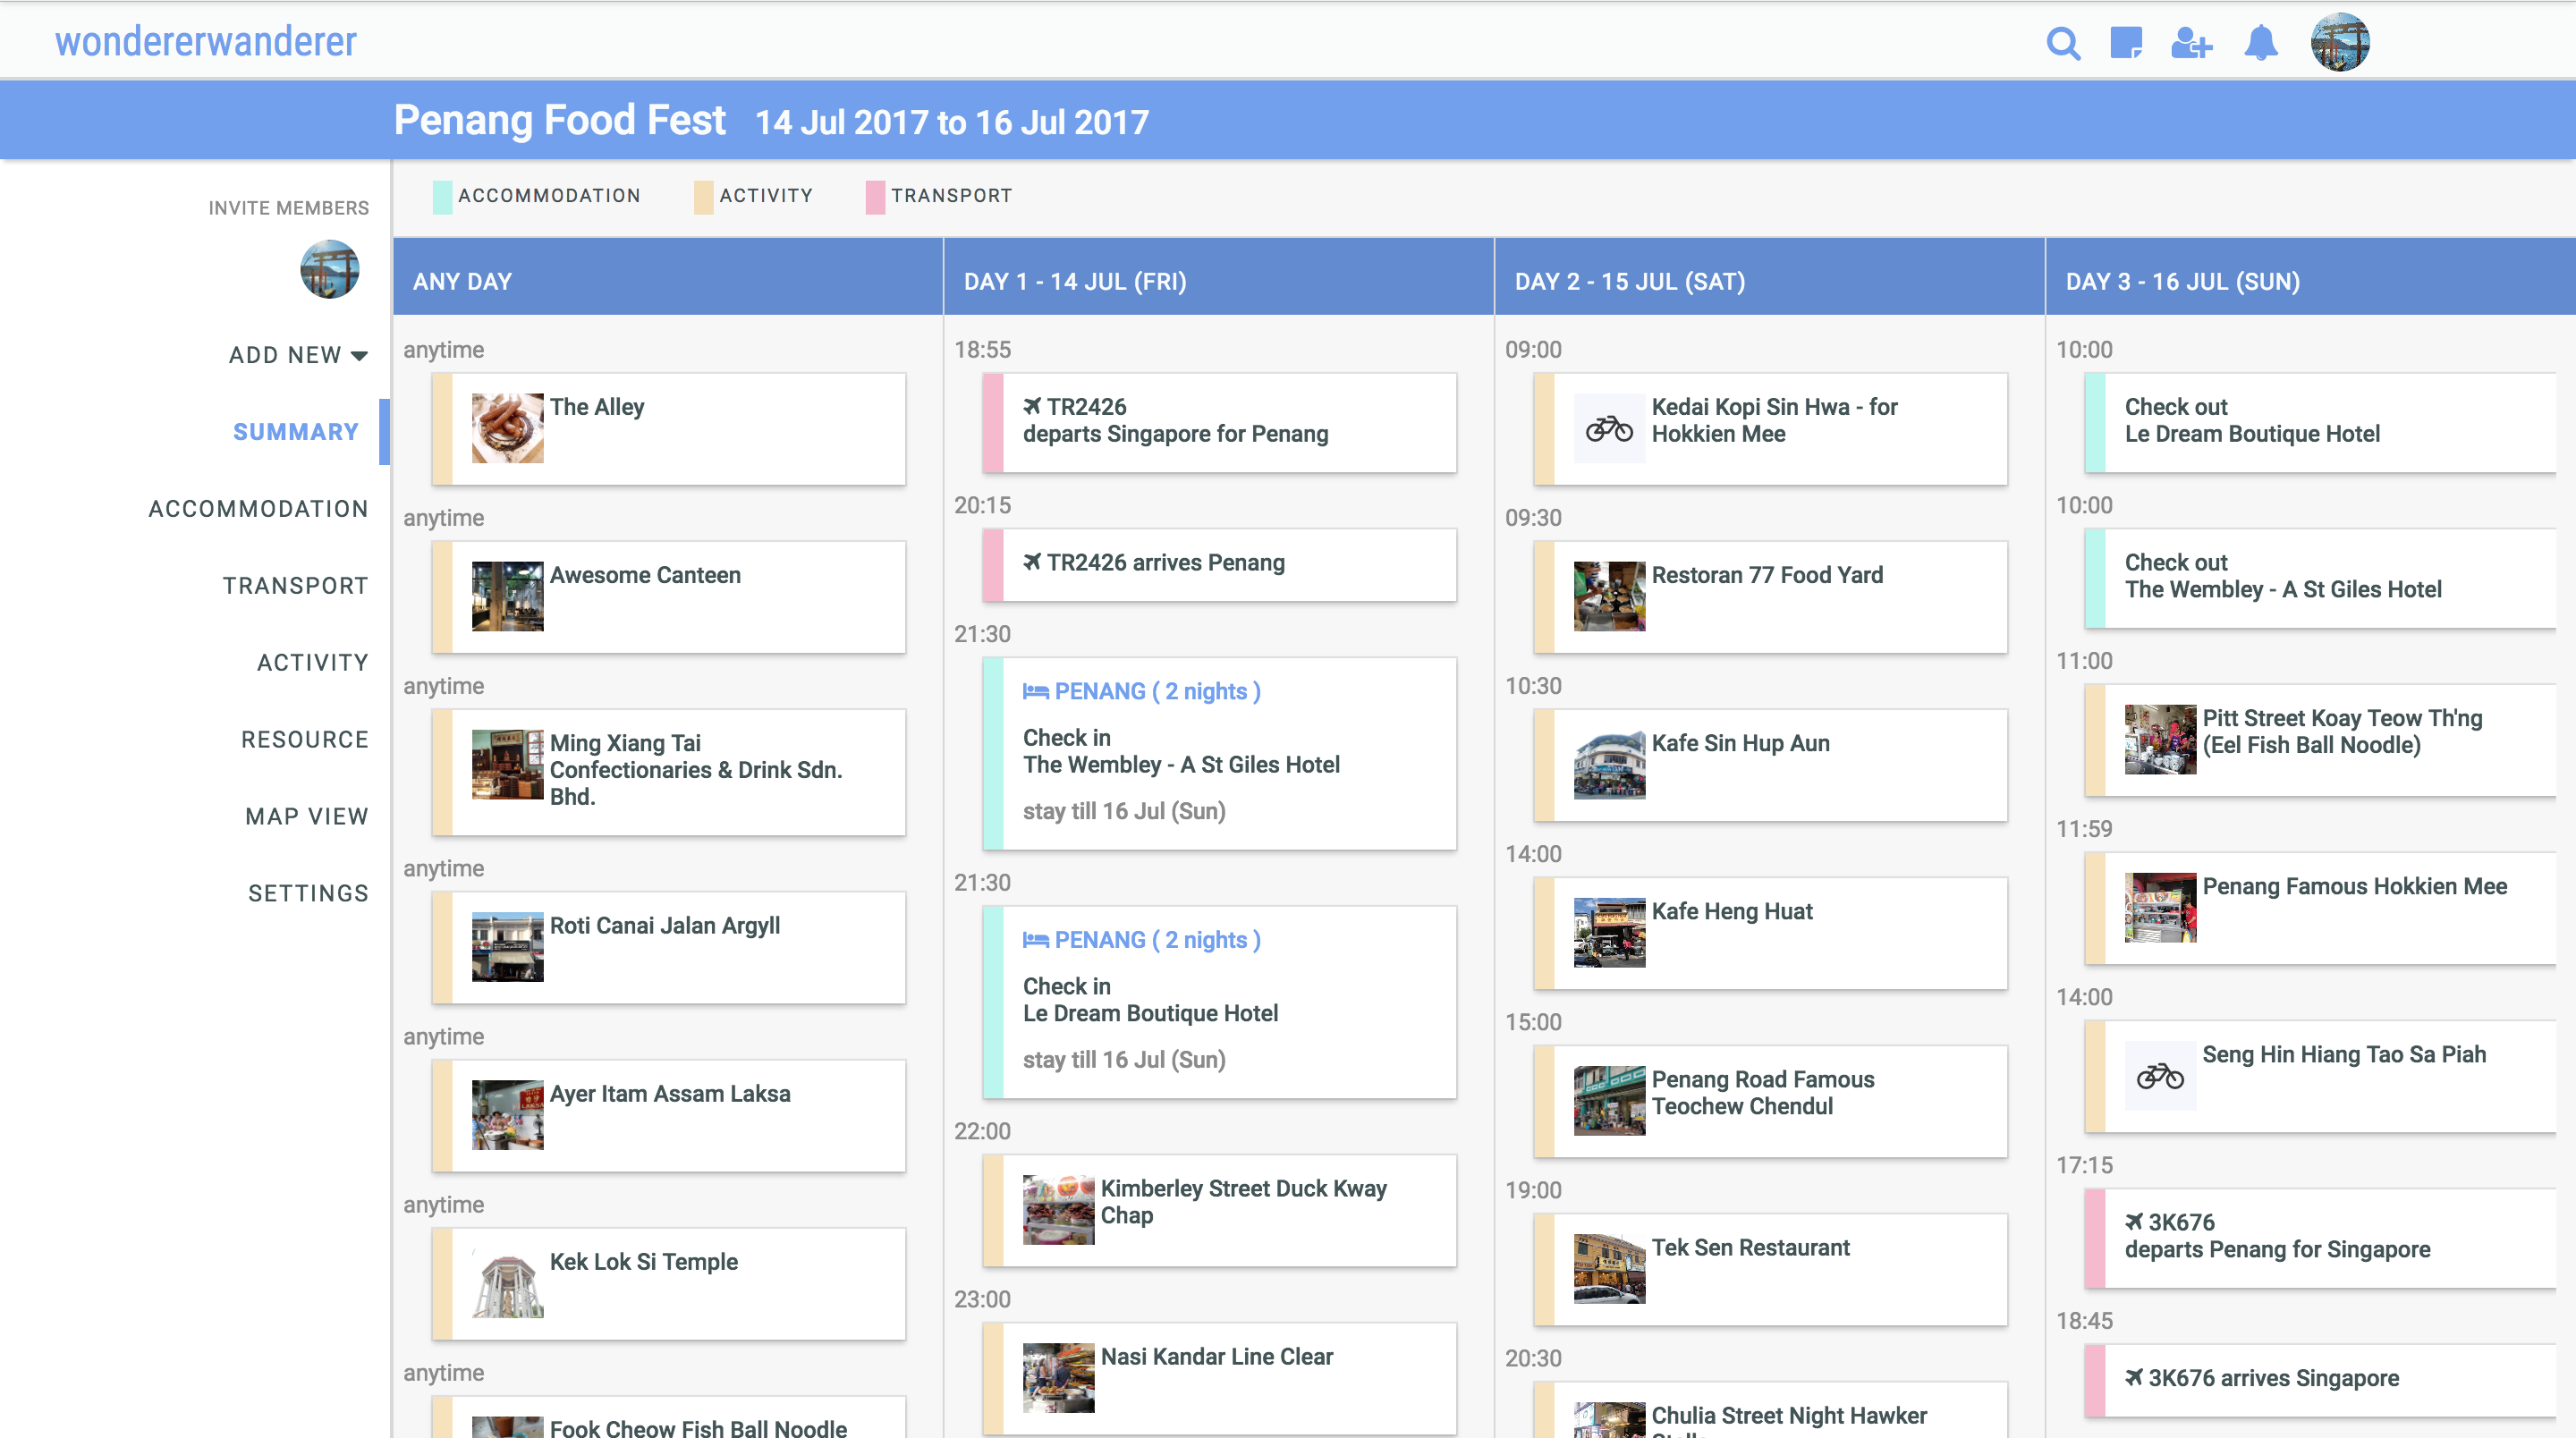 wondererwanderer
Penang Food Fest 14 Jul 2017 to 16 Jul 2017
INVITE MEMBERS
ADD NEW
SUMMARY
ACCOMMODATION
TRANSPORT
ACTIVITY
RESOURCE
MAP VIEW
SETTINGS
ACCOMMODATION
ACTIVITY
TRANSPORT
ANY DAY
anytime
The Alley
anytime
Awesome Canteen
anytime
Ming Xiang Tai
Confectionaries & Drink Sdn.
Bhd.
anytime
Roti Canai Jalan Argyll
anytime
Ayer Itam Assam Laksa
anytime
Kek Lok Si Temple
anytime
Fook Cheow Fish Ball Noodle
DAY 1 - 14 JUL (FRI)
18:55
TR2426
departs Singapore for Penang
20:15
TR2426 arrives Penang
21:30
PENANG ( 2 nights )
Check in
The Wembley - A St Giles Hotel
stay till 16 Jul (Sun)
21:30
PENANG ( 2 nights )
Check in
Le Dream Boutique Hotel
stay till 16 Jul (Sun)
22:00
Kimberley Street Duck Kway
Chap
23:00
Nasi Kandar Line Clear
DAY 2 - 15 JUL (SAT)
09:00
Kedai Kopi Sin Hwa - for
Hokkien Mee
09:30
Restoran 77 Food Yard
10:30
Kafe Sin Hup Aun
14:00
Kafe Heng Huat
15:00
Penang Road Famous
Teochew Chendul
19:00
Tek Sen Restaurant
20:30
Chulia Street Night Hawker
DAY 3 - 16 JUL (SUN)
10:00
Check out
Le Dream Boutique Hotel
10:00
Check out
The Wembley - A St Giles Hotel
11:00
Pitt Street Koay Teow Th'ng
(Eel Fish Ball Noodle)
11:59
Penang Famous Hokkien Mee
14:00
Seng Hin Hiang Tao Sa Piah
17:15
3K676
departs Penang for Singapore
18:45
3K676 arrives Singapore